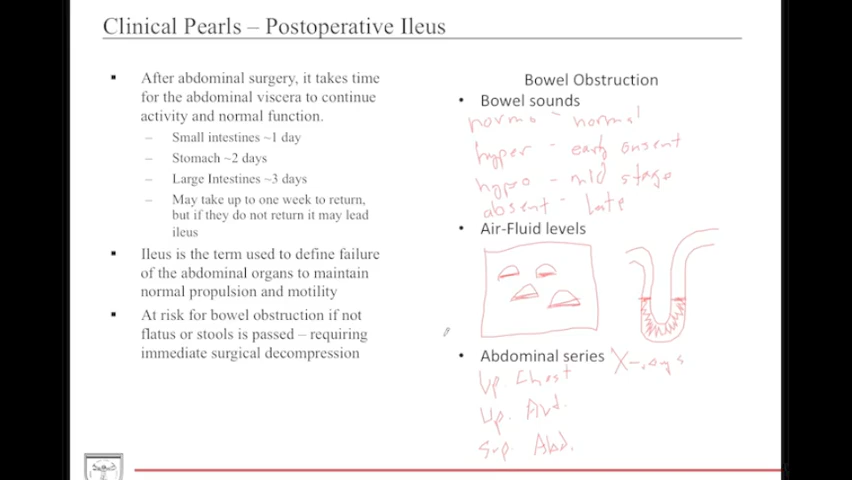 Clinical Pearls – Postoperative Ileus
After abdominal surgery, it takes time
for the abdominal viscera to continue
activity and normal function.
– Small intestines ~1 day
– Stomach ~2 days
– Large Intestines ~3 days
– May take up to one week to return,
but if they do not return it may lead
ileus
Ileus is the term used to define failure
of the abdominal organs to maintain
normal propulsion and motility
At risk for bowel obstruction if not
flatus or stools is passed – requiring
immediate surgical decompression
Bowel Obstruction
• Bowel sounds
normo - normal
hyper - early onsent
hypo - mid stage
absent - late
• Air-Fluid levels
• Abdominal series X-rays
Up. Chest
Up. Abd.
Sup. Abd.